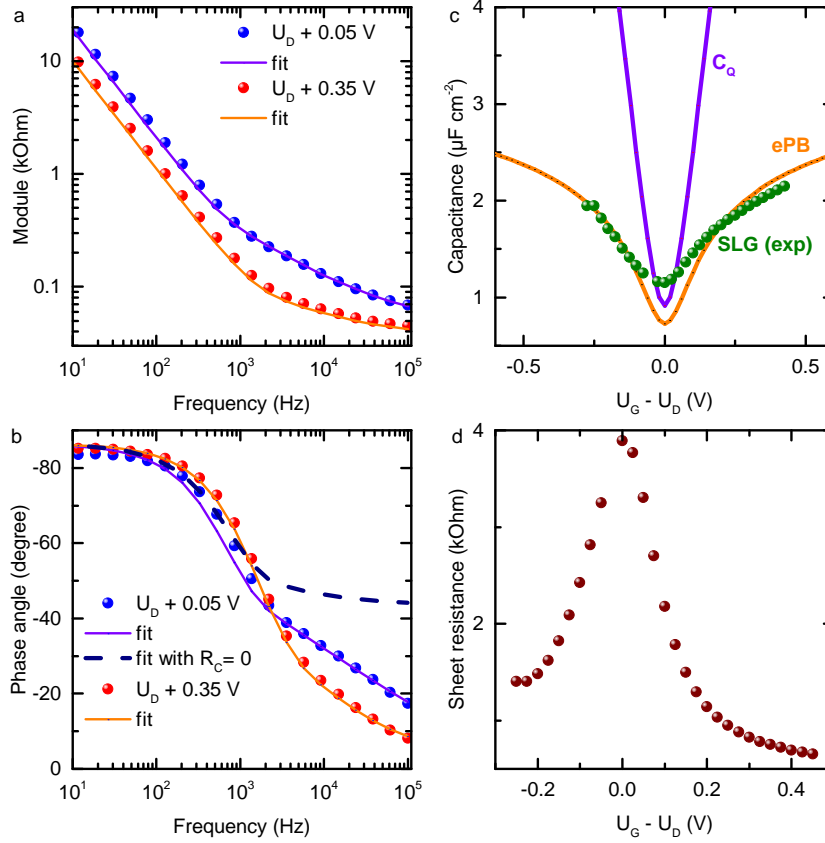 a
U_D + 0.05 V
fit
U_D + 0.35 V
fit
10
1
0.1
Module (kOhm)
10^1 10^2 10^3 10^4 10^5
Frequency (Hz)
c
C_Q
ePB
SLG (exp)
4
3
2
1
Capacitance (µF cm^-2)
-0.5 0.0 0.5
U_G - U_D (V)
b
-80
-60
-40
-20
0
Phase angle (degree)
U_D + 0.05 V
fit
fit with R_C= 0
U_D + 0.35 V
fit
10^1 10^2 10^3 10^4 10^5
Frequency (Hz)
d
4
2
Sheet resistance (kOhm)
-0.2 0.0 0.2 0.4
U_G - U_D (V)